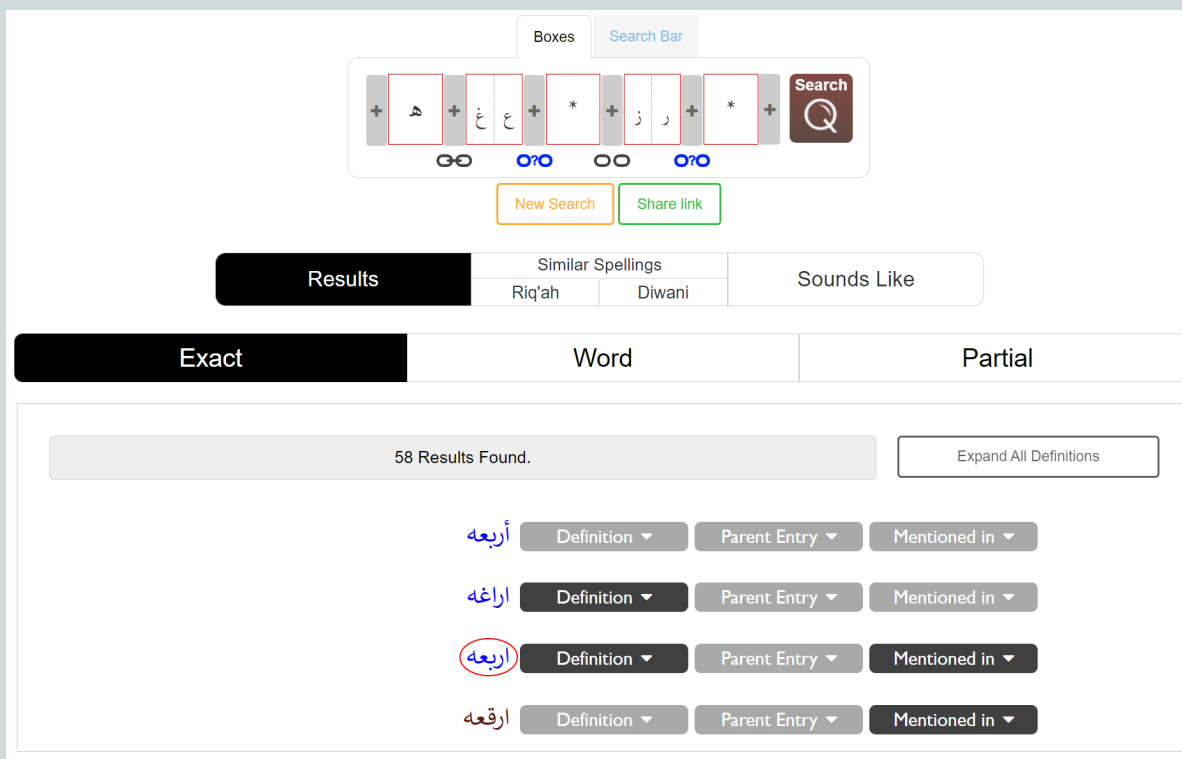 Boxes Search Bar
+ ه + غ ع + * + ز ر + * + Search
?  ?
New Search Share link
Results Similar Spellings Sounds Like
Riq'ah Diwani
Exact Word Partial
58 Results Found. Expand All Definitions
أربعه Definition Parent Entry Mentioned in
اراغه Definition Parent Entry Mentioned in
اربعه Definition Parent Entry Mentioned in
ارقعه Definition Parent Entry Mentioned in